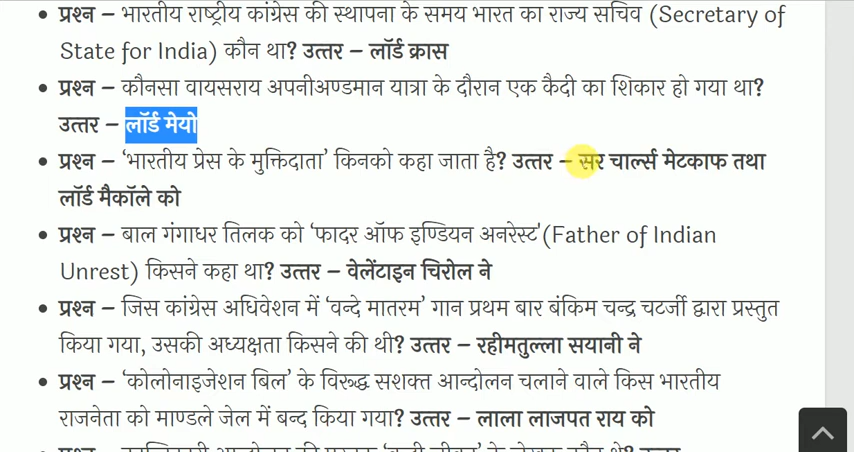 • प्रश्न – भारतीय राष्ट्रीय कांग्रेस की स्थापना के समय भारत का राज्य सचिव (Secretary of
State for India) कौन था? उत्तर – लॉर्ड क्रास
• प्रश्न – कौनसा वायसराय अपनीअण्डमान यात्रा के दौरान एक कैदी का शिकार हो गया था?
उत्तर – लॉर्ड मेयो
• प्रश्न – ‘भारतीय प्रेस के मुक्तिदाता’ किनको कहा जाता है? उत्तर – सर चार्ल्स मेटकाफ तथा
लॉर्ड मैकॉले को
• प्रश्न – बाल गंगाधर तिलक को ‘फादर ऑफ इण्डियन अनरेस्ट'(Father of Indian
Unrest) किसने कहा था? उत्तर – वेलेंटाइन चिरोल ने
• प्रश्न – जिस कांग्रेस अधिवेशन में ‘वन्दे मातरम’ गान प्रथम बार बंकिम चन्द्र चटर्जी द्वारा प्रस्तुत
किया गया, उसकी अध्यक्षता किसने की थी? उत्तर – रहीमतुल्ला सयानी ने
• प्रश्न – ‘कोलोनाइजेशन बिल’ के विरूद्ध सशक्त आन्दोलन चलाने वाले किस भारतीय
राजनेता को माण्डले जेल में बन्द किया गया? उत्तर – लाला लाजपत राय को